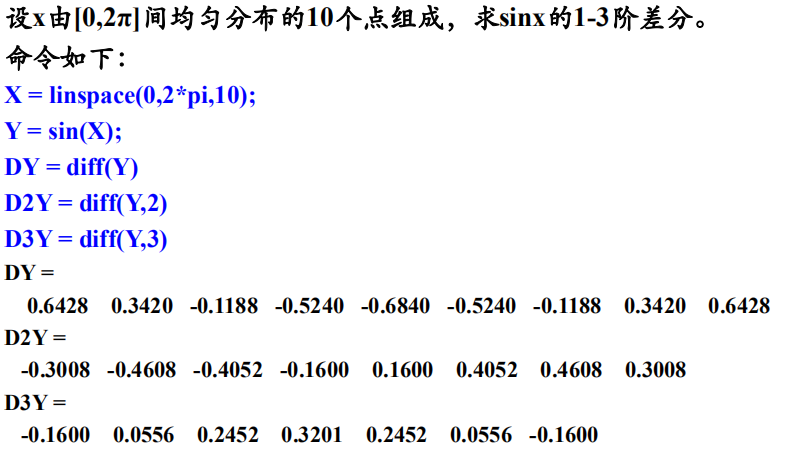 设x由[0,2π]间均匀分布的10个点组成，求sinx的1-3阶差分。
命令如下：
X = linspace(0,2*pi,10);
Y = sin(X);
DY = diff(Y)
D2Y = diff(Y,2)
D3Y = diff(Y,3)
DY =
0.6428 0.3420 -0.1188 -0.5240 -0.6840 -0.5240 -0.1188 0.3420 0.6428
D2Y =
-0.3008 -0.4608 -0.4052 -0.1600 0.1600 0.4052 0.4608 0.3008
D3Y =
-0.1600 0.0556 0.2452 0.3201 0.2452 0.0556 -0.1600